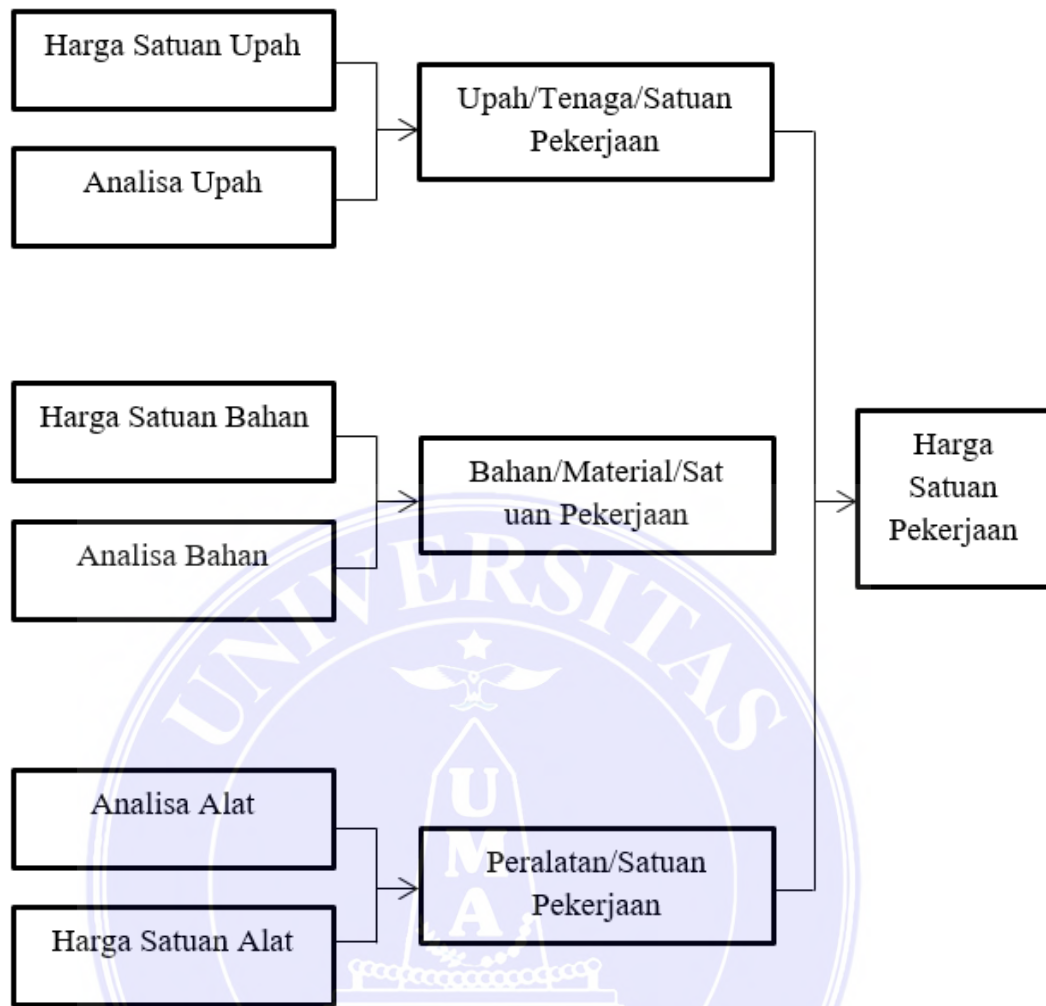 Harga Satuan Upah
Analisa Upah
Upah/Tenaga/Satuan
Pekerjaan
Harga Satuan Bahan
Analisa Bahan
Bahan/Material/Sat
uan Pekerjaan
Harga
Satuan
Pekerjaan
Analisa Alat
Harga Satuan Alat
Peralatan/Satuan
Pekerjaan
UNIVERSITAS
U
M
A